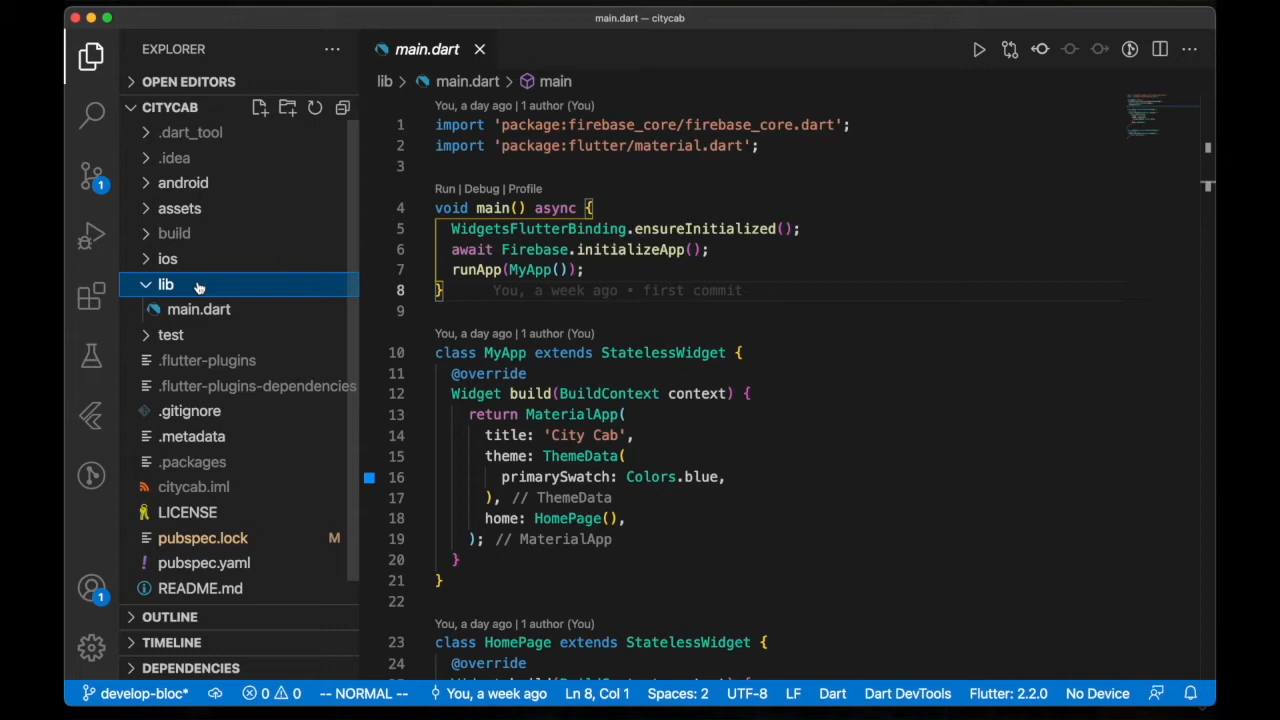 main.dart — citycab
EXPLORER
OPEN EDITORS
CITYCAB
.dart_tool
.idea
android
assets
build
ios
lib
main.dart
test
.flutter-plugins
.flutter-plugins-dependencies
.gitignore
.metadata
.packages
citycab.iml
LICENSE
pubspec.lock M
pubspec.yaml
README.md
OUTLINE
TIMELINE
DEPENDENCIES
1
1
main.dart
lib > main.dart > main
You, a day ago | 1 author (You)
1 import 'package:firebase_core/firebase_core.dart';
2 import 'package:flutter/material.dart';
3
Run | Debug | Profile
4 void main() async {
5 WidgetsFlutterBinding.ensureInitialized();
6 await Firebase.initializeApp();
7 runApp(MyApp());
8 } You, a week ago • first commit
9
You, a day ago | 1 author (You)
10 class MyApp extends StatelessWidget {
11 @override
12 Widget build(BuildContext context) {
13 return MaterialApp(
14 title: 'City Cab',
15 theme: ThemeData(
16 primarySwatch: Colors.blue,
17 ), // ThemeData
18 home: HomePage(),
19 ); // MaterialApp
20 }
21 }
22
You, a day ago | 1 author (You)
23 class HomePage extends StatelessWidget {
24 @override
develop-bloc* 0 0 -- NORMAL -- You, a week ago Ln 8, Col 1 Spaces: 2 UTF-8 LF Dart Dart DevTools Flutter: 2.2.0 No Device